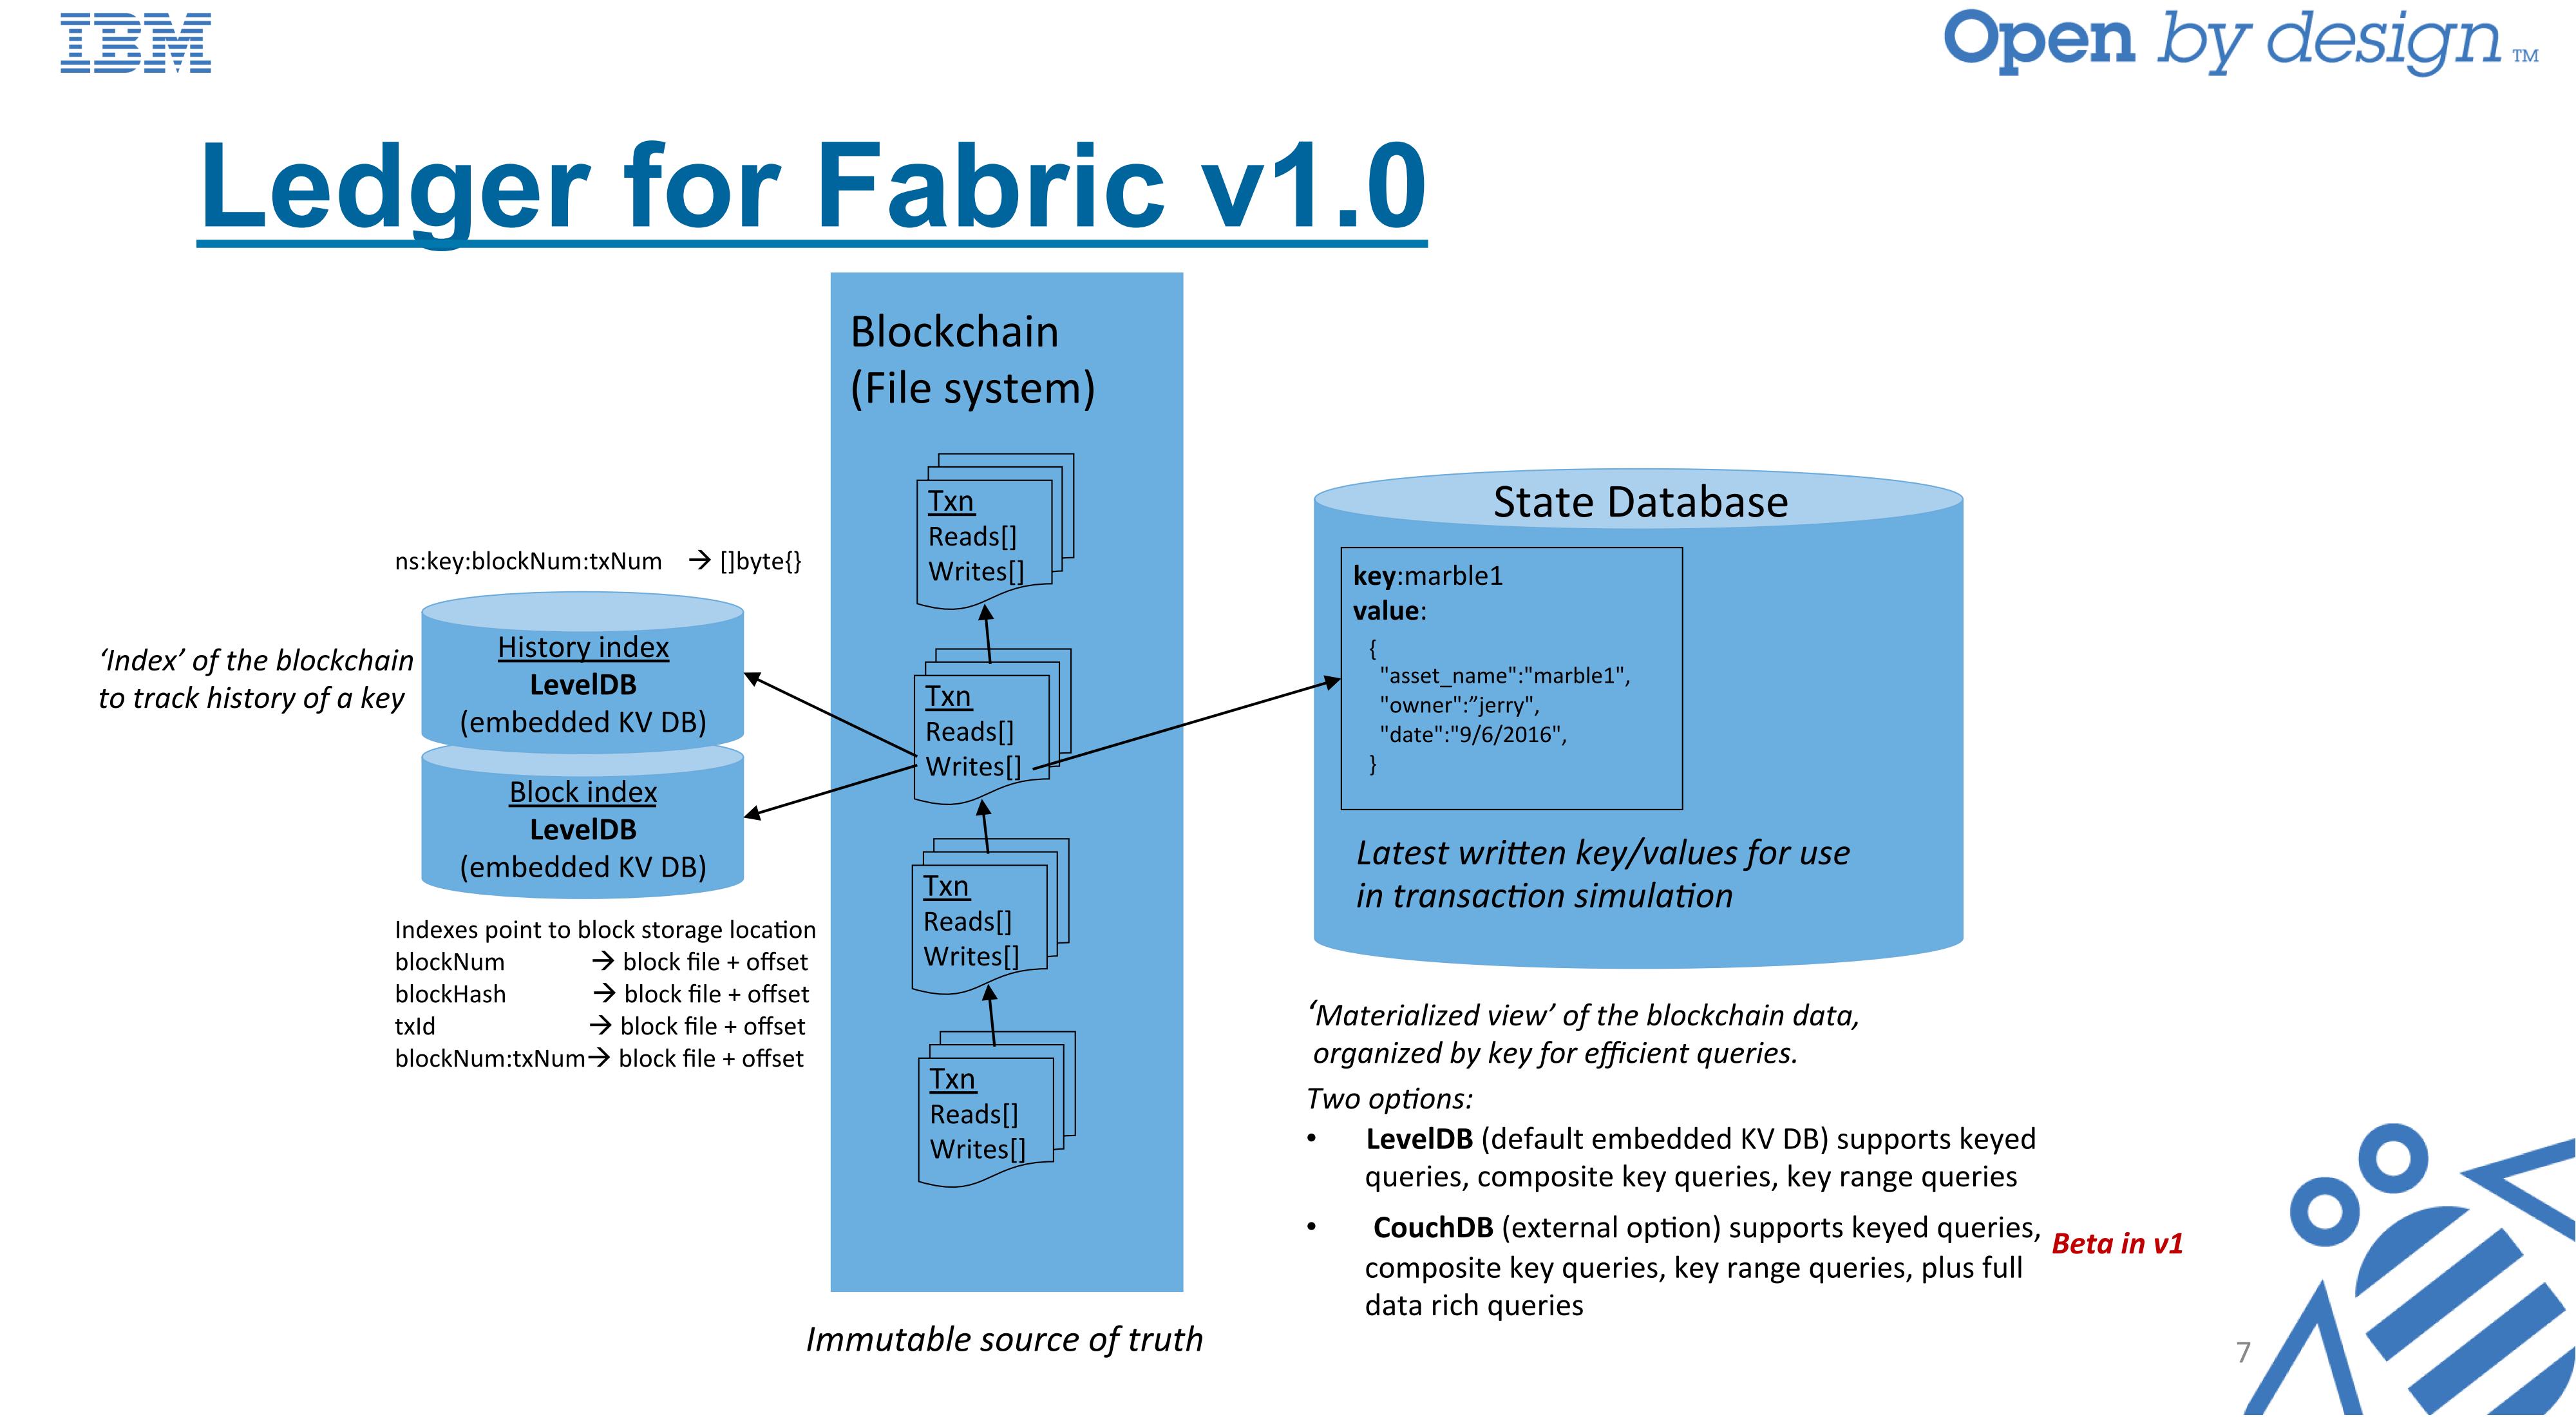 IBM
Open by design TM
Ledger for Fabric v1.0
Blockchain
(File system)
Txn
Reads[]
Writes[]
Txn
Reads[]
Writes[]
Txn
Reads[]
Writes[]
Txn
Reads[]
Writes[]
Immutable source of truth
ns:key:blockNum:txNum → []byte{}
‘Index’ of the blockchain
to track history of a key
History index
LevelDB
(embedded KV DB)
Block index
LevelDB
(embedded KV DB)
Indexes point to block storage location
blockNum → block file + offset
blockHash → block file + offset
txId → block file + offset
blockNum:txNum→ block file + offset
State Database
key:marble1
value:
{
"asset_name":"marble1",
"owner":”jerry",
"date":"9/6/2016",
}
Latest written key/values for use
in transaction simulation
‘Materialized view’ of the blockchain data,
organized by key for efficient queries.
Two options:
• LevelDB (default embedded KV DB) supports keyed
queries, composite key queries, key range queries
• CouchDB (external option) supports keyed queries,
composite key queries, key range queries, plus full
data rich queries
Beta in v1
7